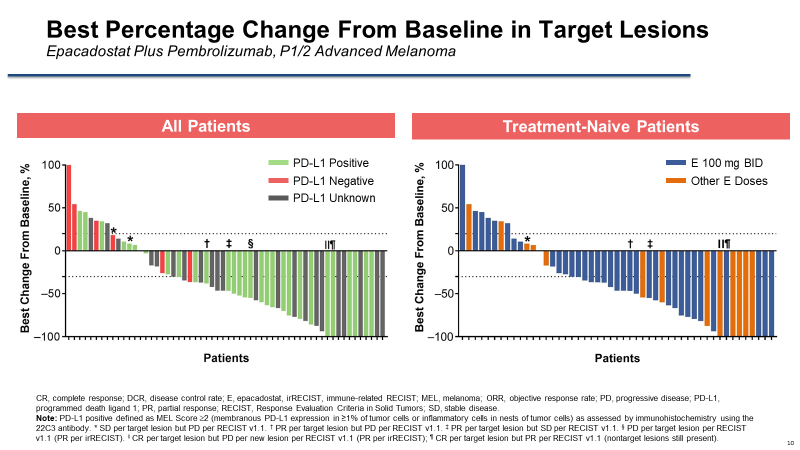 Best Percentage Change From Baseline in Target Lesions
Epacadostat Plus Pembrolizumab, P1/2 Advanced Melanoma
All Patients
Best Change From Baseline, %
100
50
0
–50
–100
PD-L1 Positive
PD-L1 Negative
PD-L1 Unknown
* * † ‡ § ||¶
Patients
Treatment-Naive Patients
Best Change From Baseline, %
100
50
0
–50
–100
E 100 mg BID
Other E Doses
* † ‡ ||¶
Patients
CR, complete response; DCR, disease control rate; E, epacadostat, irRECIST, immune-related RECIST; MEL, melanoma; ORR, objective response rate; PD, progressive disease; PD-L1,
programmed death ligand 1; PR, partial response; RECIST, Response Evaluation Criteria in Solid Tumors; SD, stable disease.
Note: PD-L1 positive defined as MEL Score ≥2 (membranous PD-L1 expression in ≥1% of tumor cells or inflammatory cells in nests of tumor cells) as assessed by immunohistochemistry using the
22C3 antibody. * SD per target lesion but PD per RECIST v1.1. † PR per target lesion but PD per RECIST v1.1. ‡ PR per target lesion but SD per RECIST v1.1. § PD per target lesion per RECIST
v1.1 (PR per irRECIST). ǁ CR per target lesion but PD per new lesion per RECIST v1.1 (PR per irRECIST); ¶ CR per target lesion but PR per RECIST v1.1 (nontarget lesions still present).
10